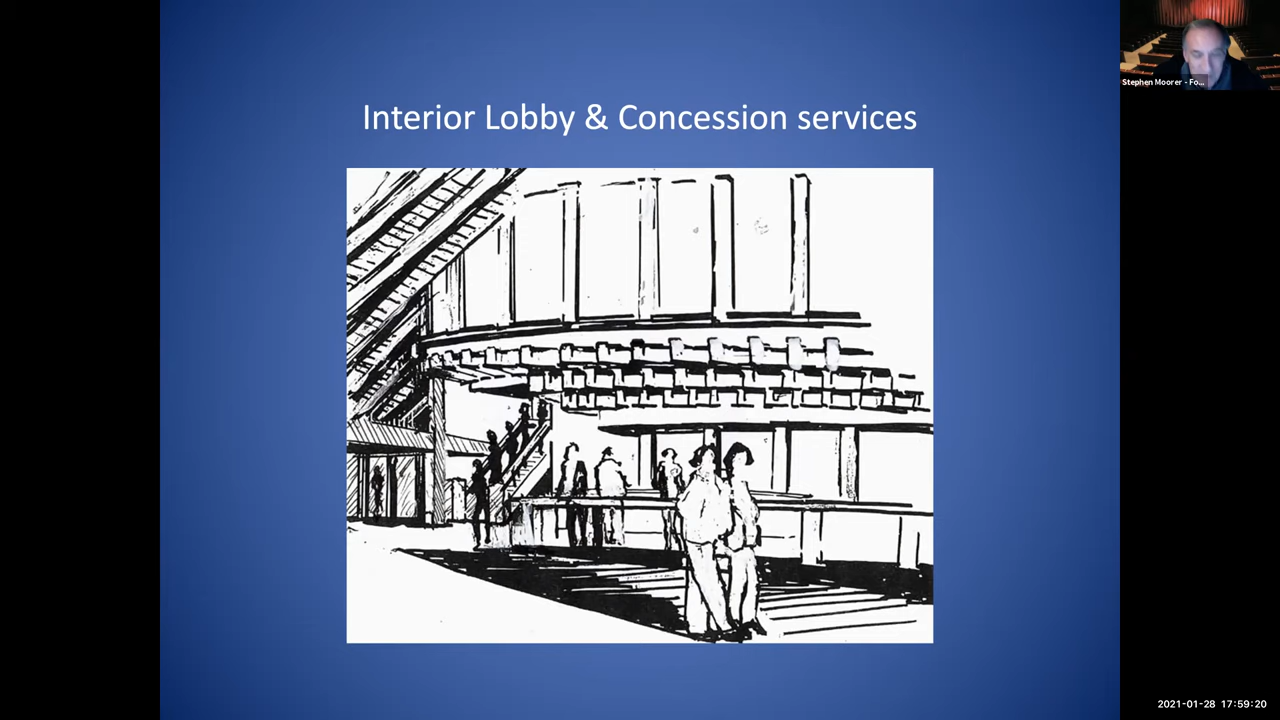 Interior Lobby & Concession services
Stephen Moorer - Fo...
2021-01-28 17:59:20